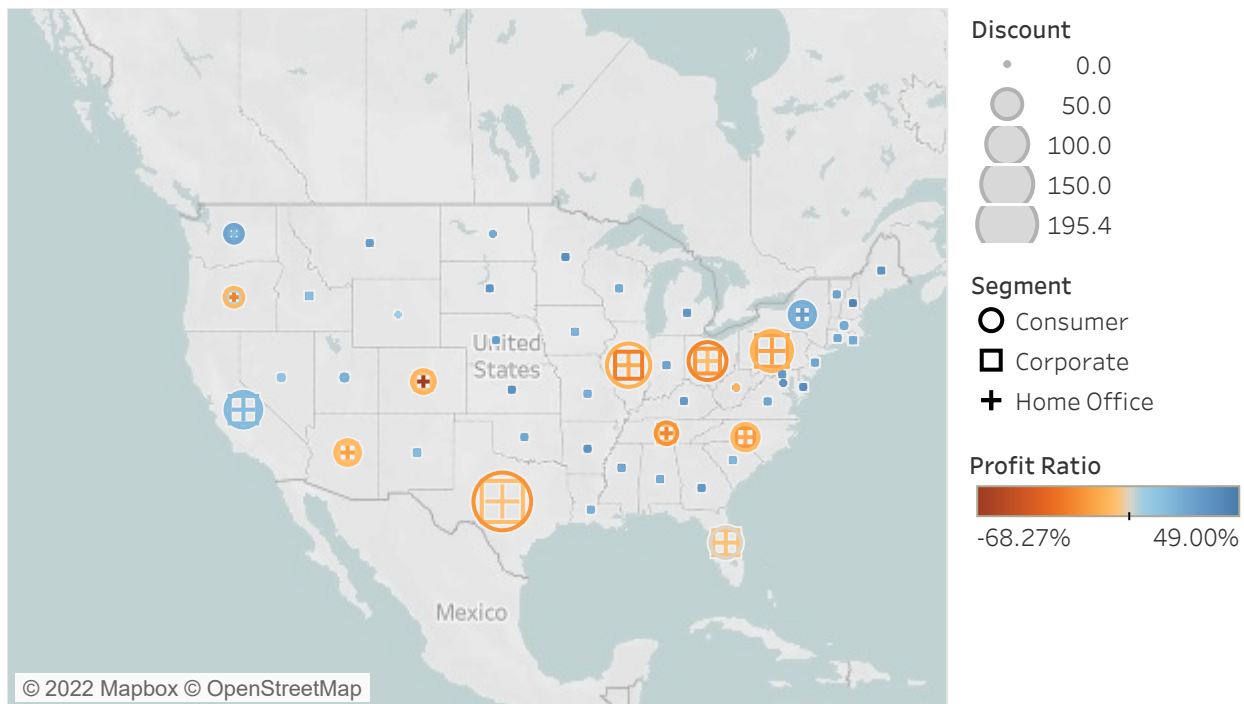 United
States
Mexico
© 2022 Mapbox © OpenStreetMap
Discount
0.0
50.0
100.0
150.0
195.4
Segment
Consumer
Corporate
Home Office
Profit Ratio
-68.27% 49.00%